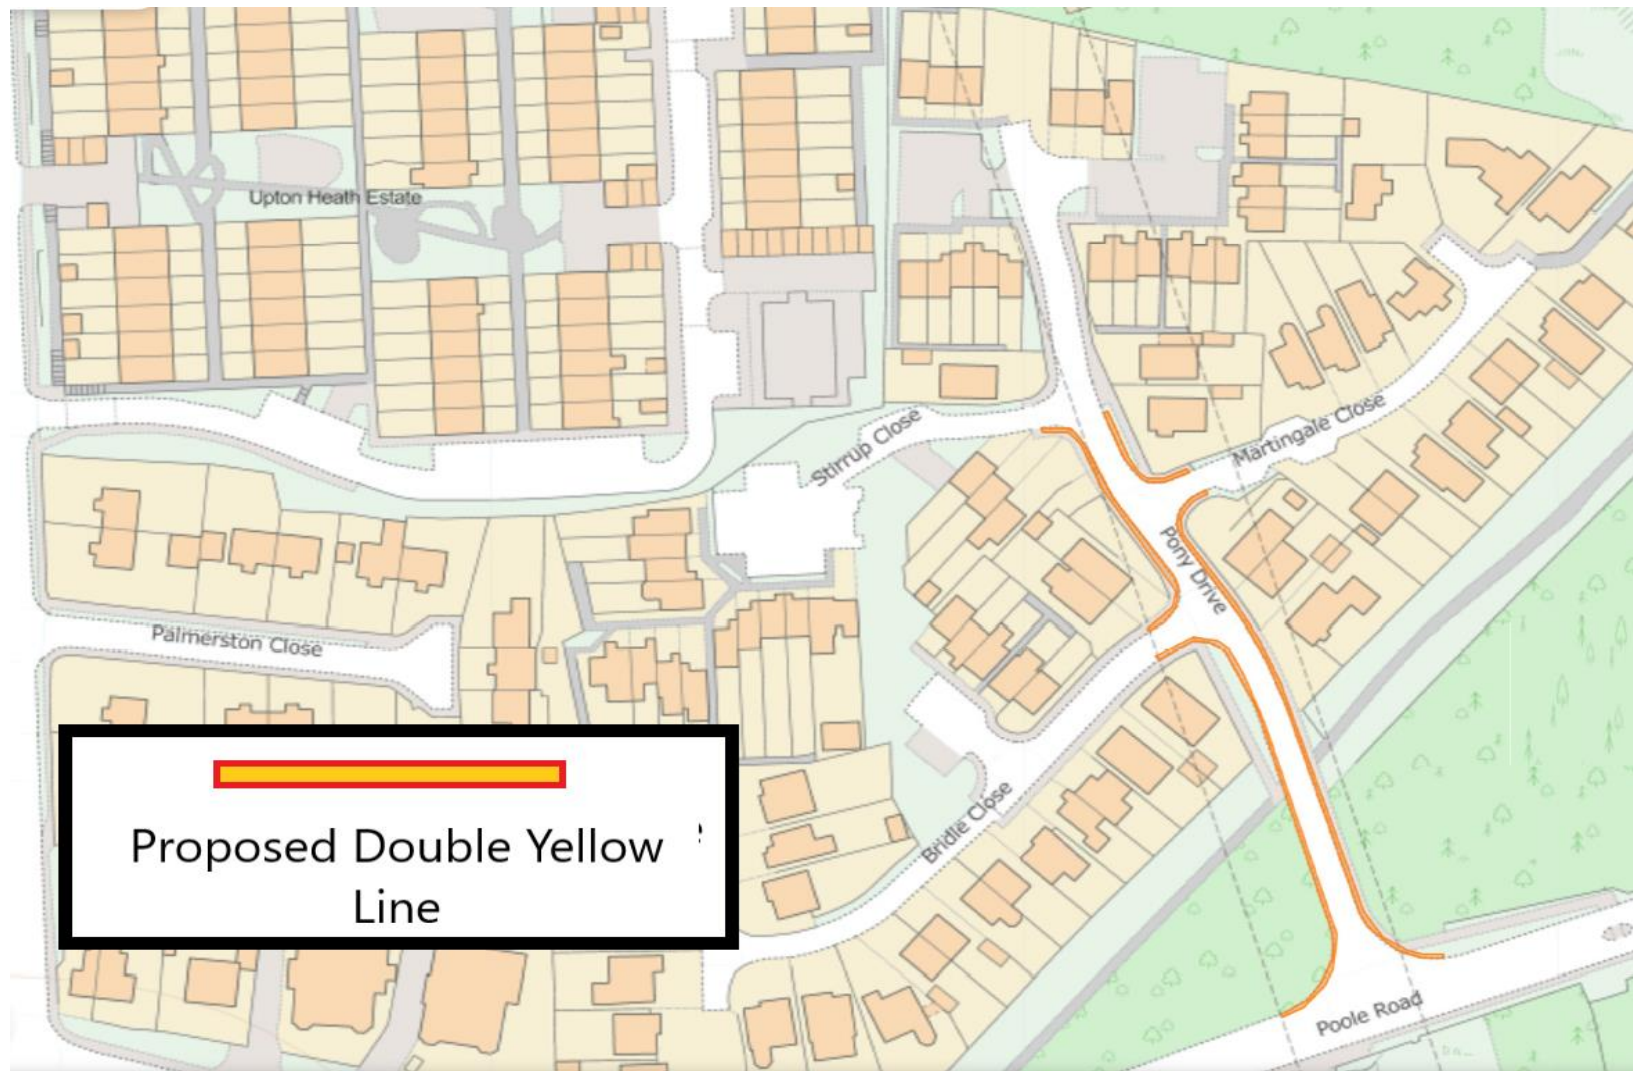 Upton Heath Estate
Stirrup Close
Martingale Close
Pony Drive
Palmerston Close
Bridle Close
Proposed Double Yellow
Line
Poole Road